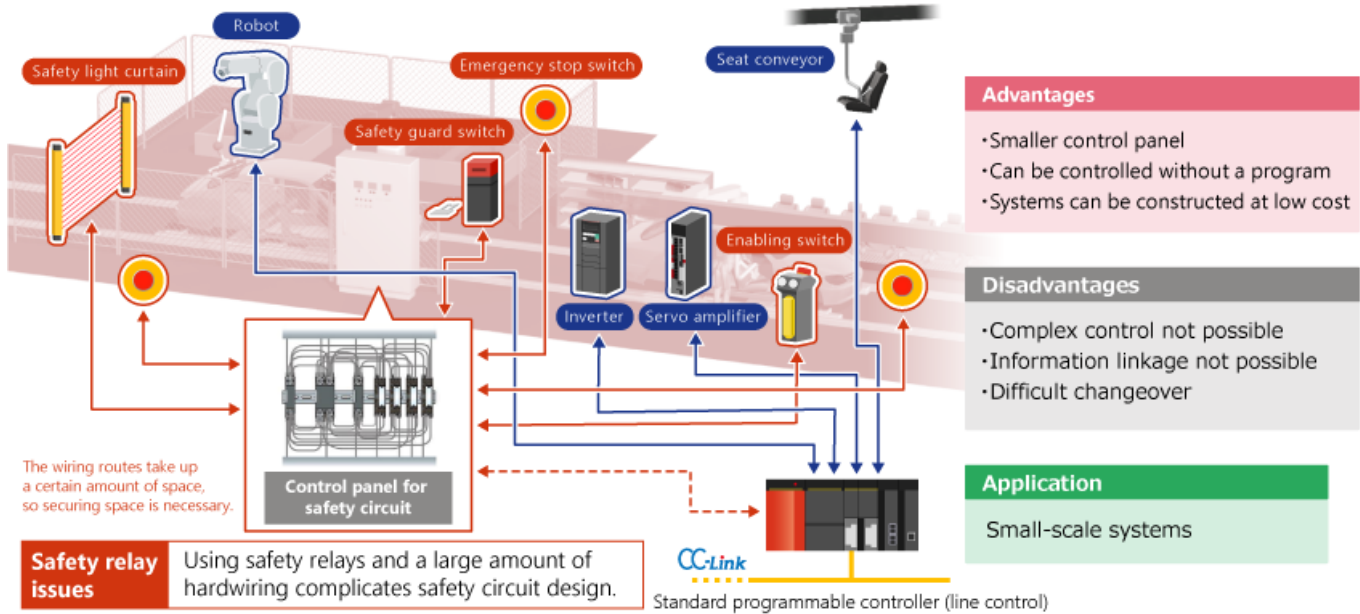 Robot
Safety light curtain
Emergency stop switch
Seat conveyor
Safety guard switch
Enabling switch
Inverter
Servo amplifier
The wiring routes take up
a certain amount of space,
so securing space is necessary.
Control panel for
safety circuit
Safety relay
issues
Using safety relays and a large amount of
hardwiring complicates safety circuit design.
CC-Link
Standard programmable controller (line control)
Advantages
・Smaller control panel
・Can be controlled without a program
・Systems can be constructed at low cost
Disadvantages
・Complex control not possible
・Information linkage not possible
・Difficult changeover
Application
Small-scale systems